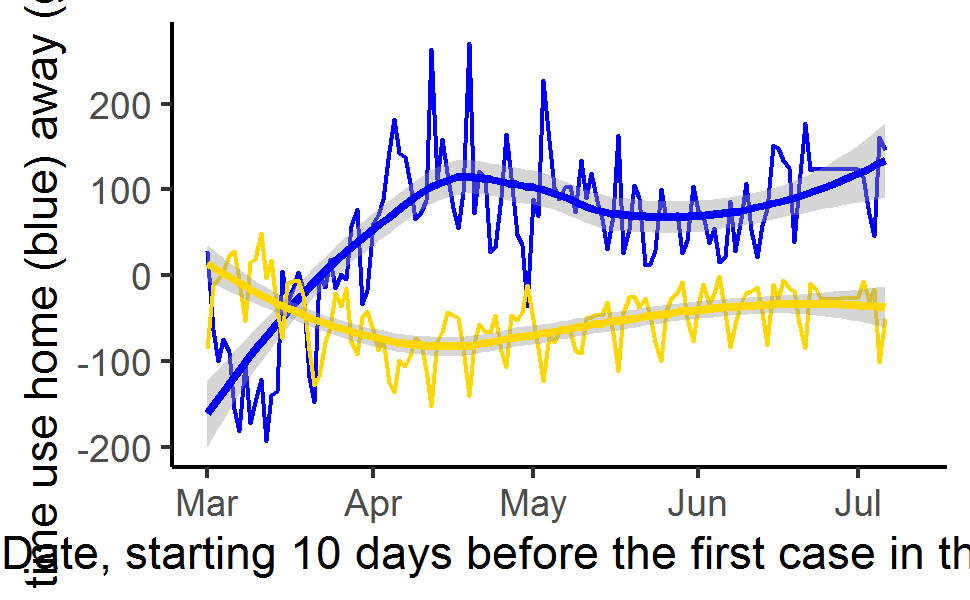 time use home (blue) away (
200
100
0
-100
-200
Mar Apr May Jun Jul
Date, starting 10 days before the first case in th